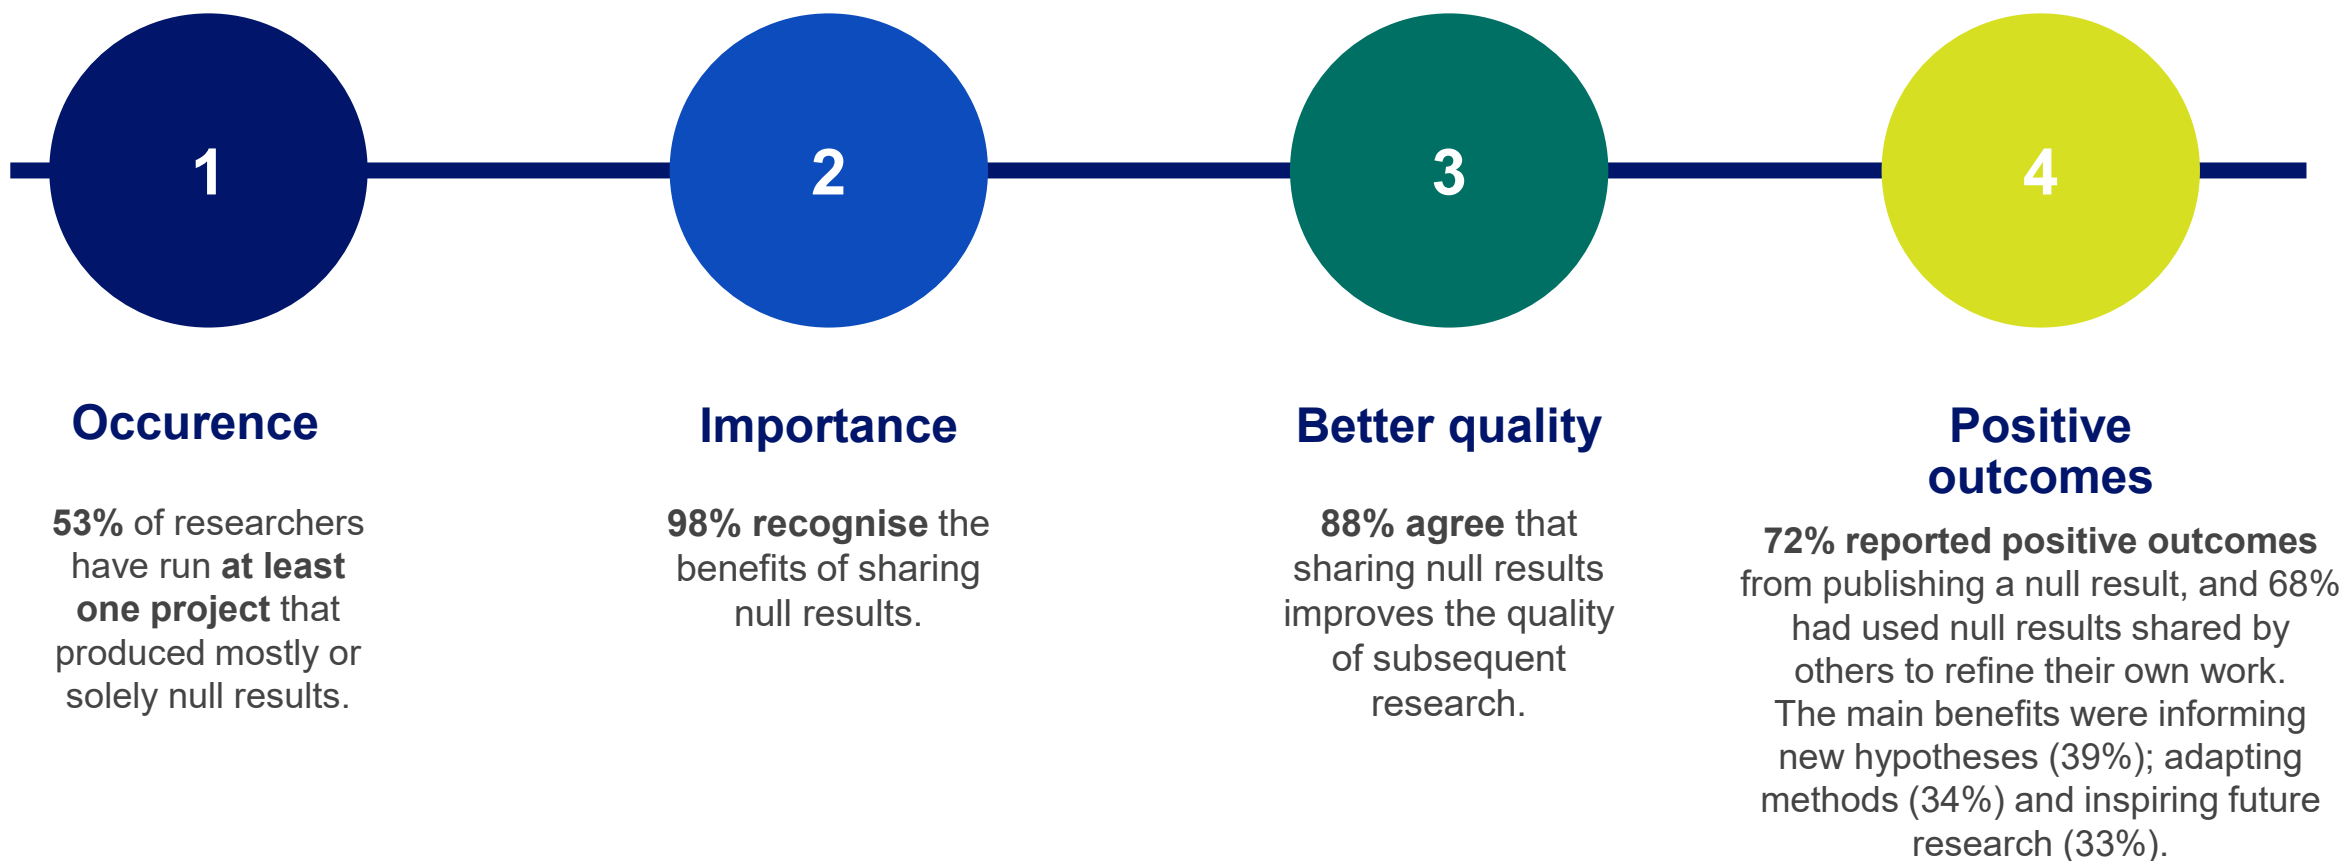 1
2
3
4
Occurence
53% of researchers
have run at least
one project that
produced mostly or
solely null results.
Importance
98% recognise the
benefits of sharing
null results.
Better quality
88% agree that
sharing null results
improves the quality
of subsequent
research.
Positive
outcomes
72% reported positive outcomes
from publishing a null result, and 68%
had used null results shared by
others to refine their own work.
The main benefits were informing
new hypotheses (39%); adapting
methods (34%) and inspiring future
research (33%).